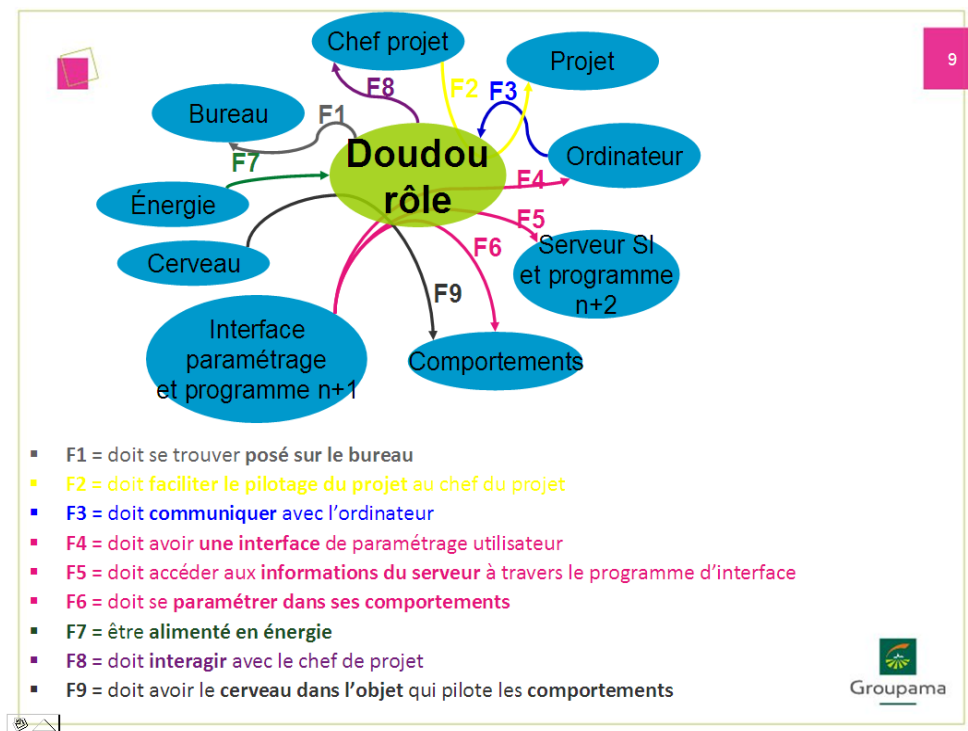 9
Chef projet
Projet
F8
F2
F3
Bureau
F1
Doudou
rôle
Ordinateur
F7
F4
Énergie
F5
Cerveau
F6
Serveur SI
et programme
n+2
F9
Interface
paramétrage
et programme n+1
Comportements
F1 = doit se trouver posé sur le bureau
F2 = doit faciliter le pilotage du projet au chef du projet
F3 = doit communiquer avec l’ordinateur
F4 = doit avoir une interface de paramétrage utilisateur
F5 = doit accéder aux informations du serveur à travers le programme d’interface
F6 = doit se paramétrer dans ses comportements
F7 = être alimenté en énergie
F8 = doit interagir avec le chef de projet
F9 = doit avoir le cerveau dans l’objet qui pilote les comportements
Groupama